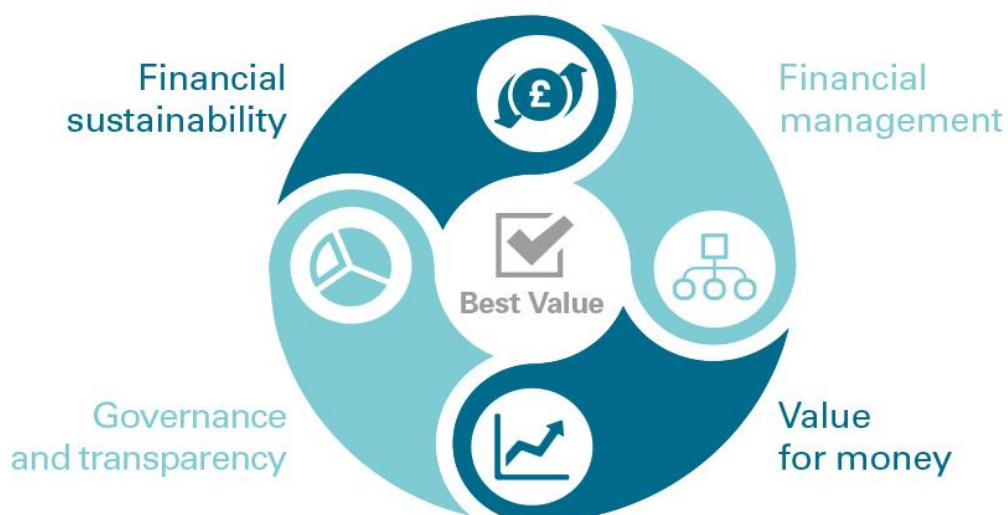 Financial
sustainability
Financial
management
£
Best Value
Governance
and transparency
Value
for money